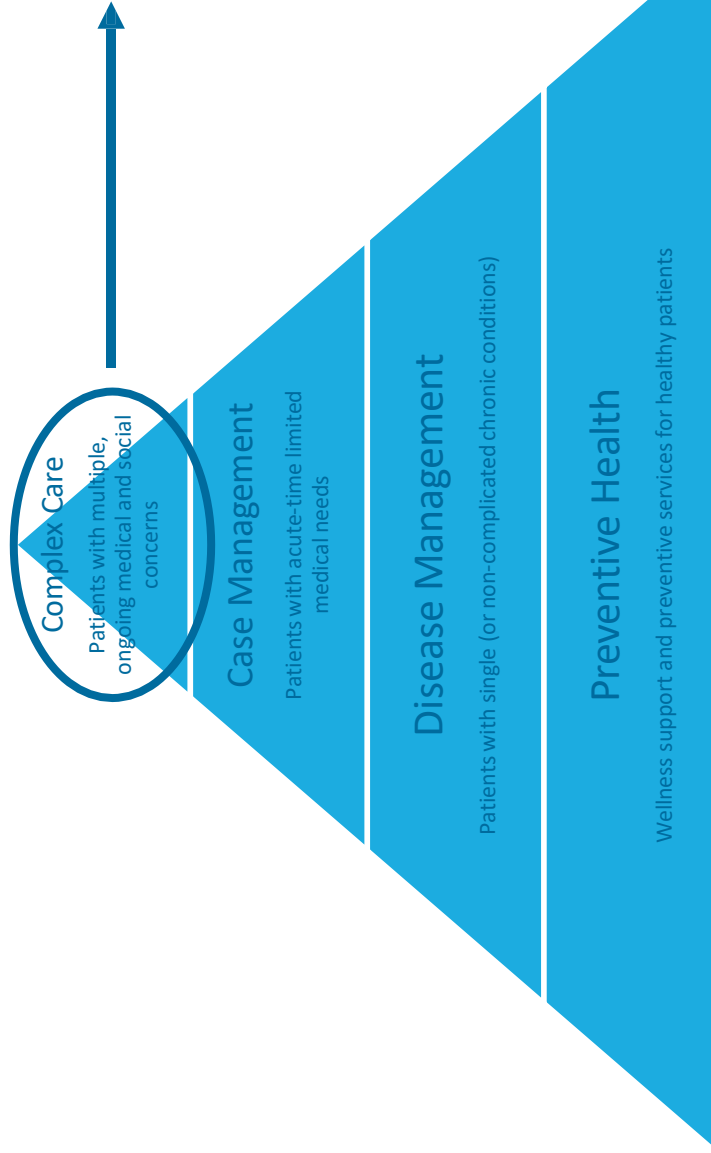 Complex Care
Patients with multiple,
ongoing medical and social
concerns
Case Management
Patients with acute-time limited
medical needs
Disease Management
Patients with single (or non-complicated chronic conditions)
Preventive Health
Wellness support and preventive services for healthy patients